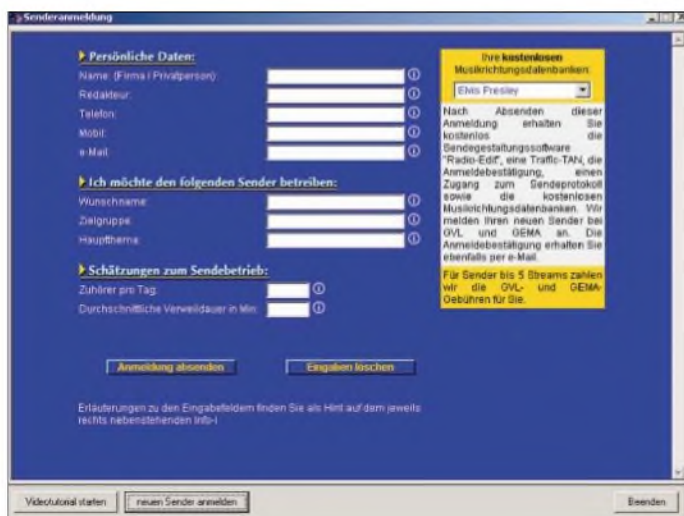 Senderanmeldung
Persönliche Daten:
Name: (Firma / Privatperson):
Redakteur:
Telefon:
Mobil:
e-Mail:
Ich möchte den folgenden Sender betreiben:
Wunschname:
Zielgruppe:
Hauptthema:
Schätzungen zum Sendebetrieb:
Zuhörer pro Tag:
Durchschnittliche Verweildauer in Min:
Anmeldung absenden
Eingaben löschen
Erläuterungen zu den Eingabefeldern finden Sie als Hint auf dem jeweils
rechts nebenstehenden Info-i
Ihre kostenlosen
Musikrichtungsdatenbanken:
Elvis Presley
Nach Absenden dieser
Anmeldung erhalten Sie
kostenlos die
Sendegestaltungssoftware
"Radio-Edit", eine Traffic-TAN, die
Anmeldebestätigung, einen
Zugang zum Sendeprotokoll
sowie die kostenlosen
Musikrichtungsdatenbanken. Wir
melden Ihren neuen Sender bei
GVL und GEMA an. Die
Anmeldebestätigung erhalten Sie
ebenfalls per e-Mail.
Für Sender bis 5 Streams zahlen
wir die GVL- und GEMA-
Gebühren für Sie.
Videotutorial starten
neuen Sender anmelden
Beenden